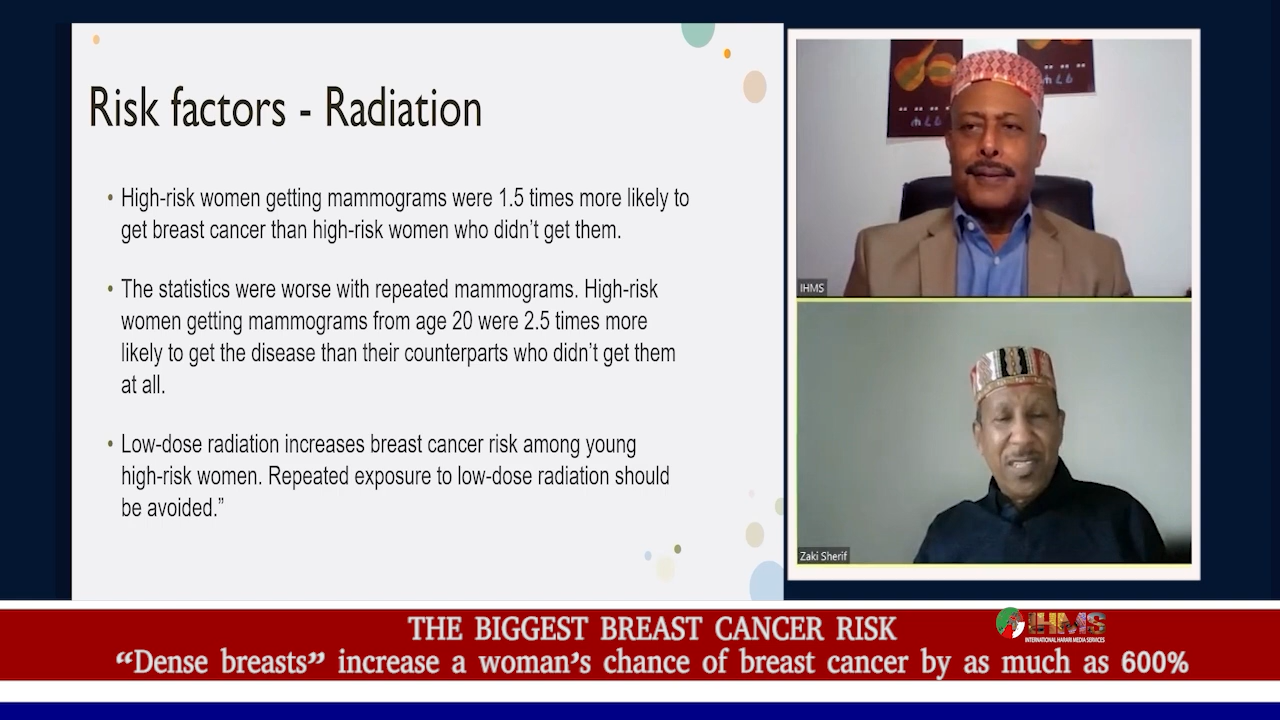 Risk factors - Radiation
• High-risk women getting mammograms were 1.5 times more likely to
get breast cancer than high-risk women who didn’t get them.
• The statistics were worse with repeated mammograms. High-risk
women getting mammograms from age 20 were 2.5 times more
likely to get the disease than their counterparts who didn’t get them
at all.
• Low-dose radiation increases breast cancer risk among young
high-risk women. Repeated exposure to low-dose radiation should
be avoided.”
IHMS
Zaki Sherif
THE BIGGEST BREAST CANCER RISK
“Dense breasts” increase a woman’s chance of breast cancer by as much as 600%
IHMS
INTERNATIONAL HARARI MEDIA SERVICES